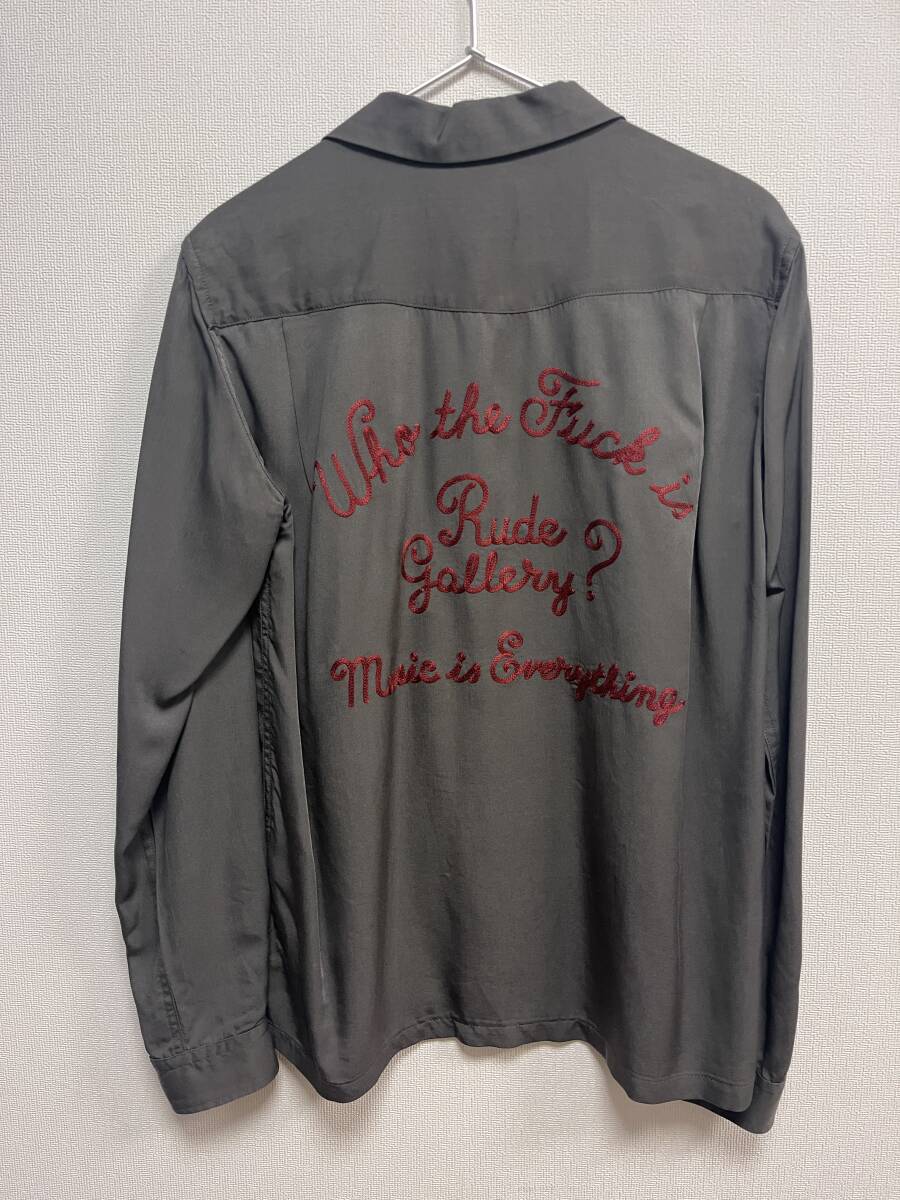 Who the Fuck is
Rude
Gallery?
Music is Everything